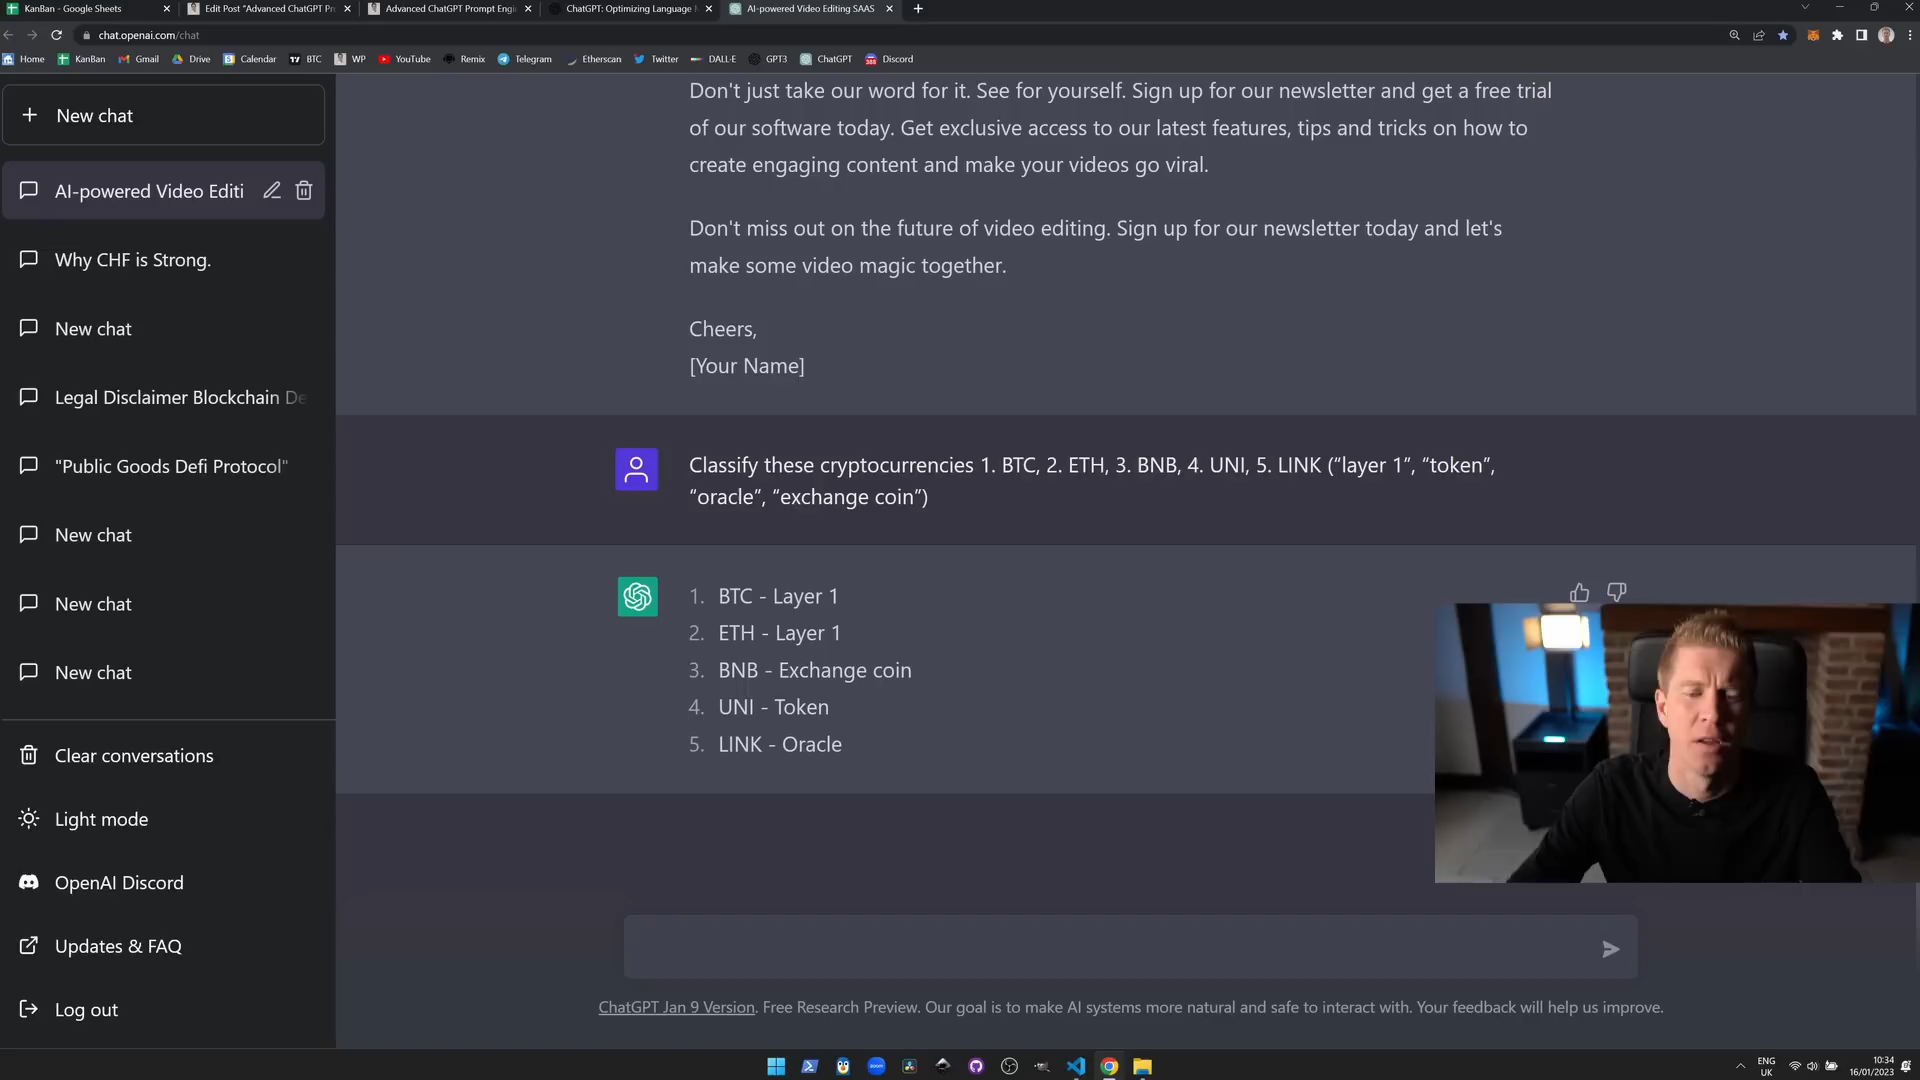 KanBan - Google Sheets
Edit Post "Advanced ChatGPT Pr
Advanced ChatGPT Prompt Engi
ChatGPT: Optimizing Language
AI-powered Video Editing SAAS
chat.openai.com/chat
Home
KanBan
Gmail
Drive
Calendar
BTC
WP
YouTube
Remix
Telegram
Etherscan
Twitter
DALL-E
GPT3
ChatGPT
Discord
New chat
AI-powered Video Editi
Why CHF is Strong.
New chat
Legal Disclaimer Blockchain De
"Public Goods Defi Protocol"
New chat
New chat
New chat
Clear conversations
Light mode
OpenAI Discord
Updates & FAQ
Log out
Don't just take our word for it. See for yourself. Sign up for our newsletter and get a free trial
of our software today. Get exclusive access to our latest features, tips and tricks on how to
create engaging content and make your videos go viral.
Don't miss out on the future of video editing. Sign up for our newsletter today and let's
make some video magic together.
Cheers,
[Your Name]
Classify these cryptocurrencies 1. BTC, 2. ETH, 3. BNB, 4. UNI, 5. LINK (“layer 1”, “token”,
“oracle”, “exchange coin”)
1. BTC - Layer 1
2. ETH - Layer 1
3. BNB - Exchange coin
4. UNI - Token
5. LINK - Oracle
ChatGPT Jan 9 Version. Free Research Preview. Our goal is to make AI systems more natural and safe to interact with. Your feedback will help us improve.
zoom
ENG
UK
10:34
16/01/2023